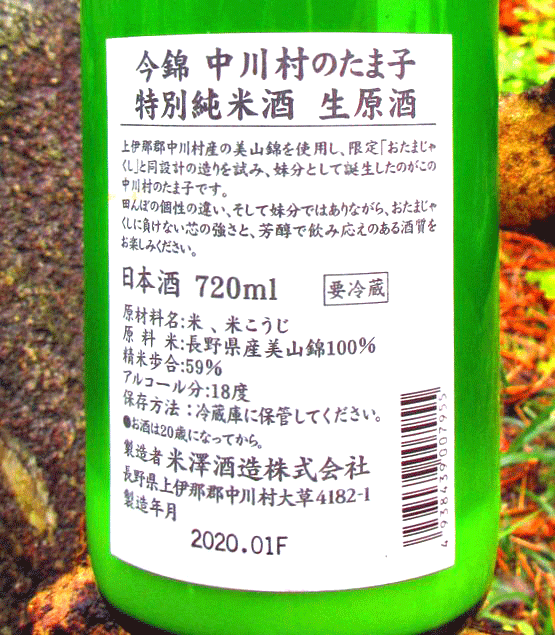 今錦 中川村のたま子
特別純米酒 生原酒
上伊那郡中川村産の美山錦を使用し、限定「おたまじゃ
くし」と同設計の造りを試み、妹分として誕生したのがこの
中川村のたま子です。
田んぼの個性の違い、そして妹分ではありながら、おたまじゃ
くしに負けない芯の強さと、芳醇で飲み応えのある酒質を
お楽しみください。
日本酒 720ml 要冷蔵
原材料名:米 、米こうじ
原 料 米:長野県産美山錦100%
精米歩合:59%
アルコール分:18度
保存方法:冷蔵庫に保管してください。
●お酒は20歳になってから。
製造者 米澤酒造株式会社
長野県上伊那郡中川村大草4182-1
製造年月
2020.01F
4938439007955